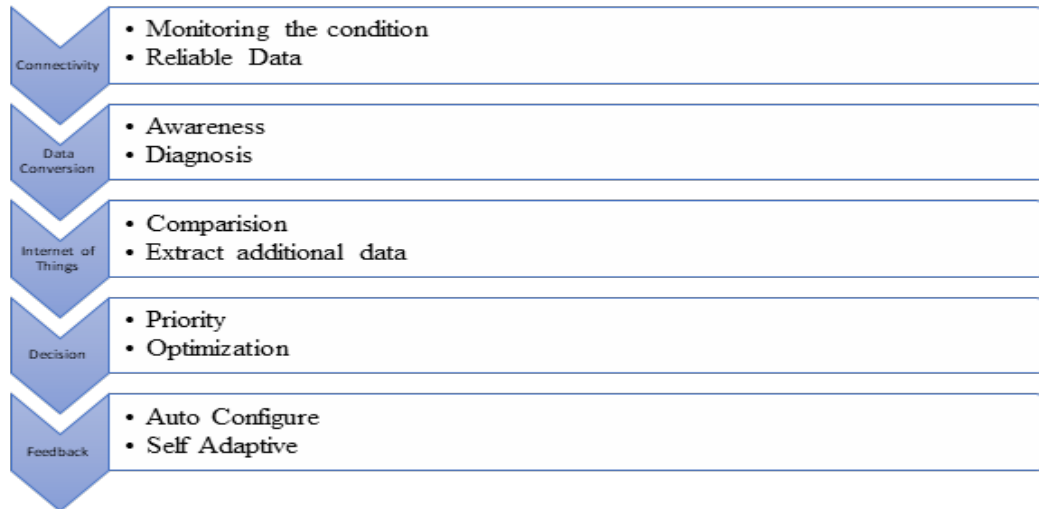 Connectivity
• Monitoring the condition
• Reliable Data
Data
Conversion
• Awareness
• Diagnosis
Internet of
Things
• Comparision
• Extract additional data
Decision
• Priority
• Optimization
Feedback
• Auto Configure
• Self Adaptive